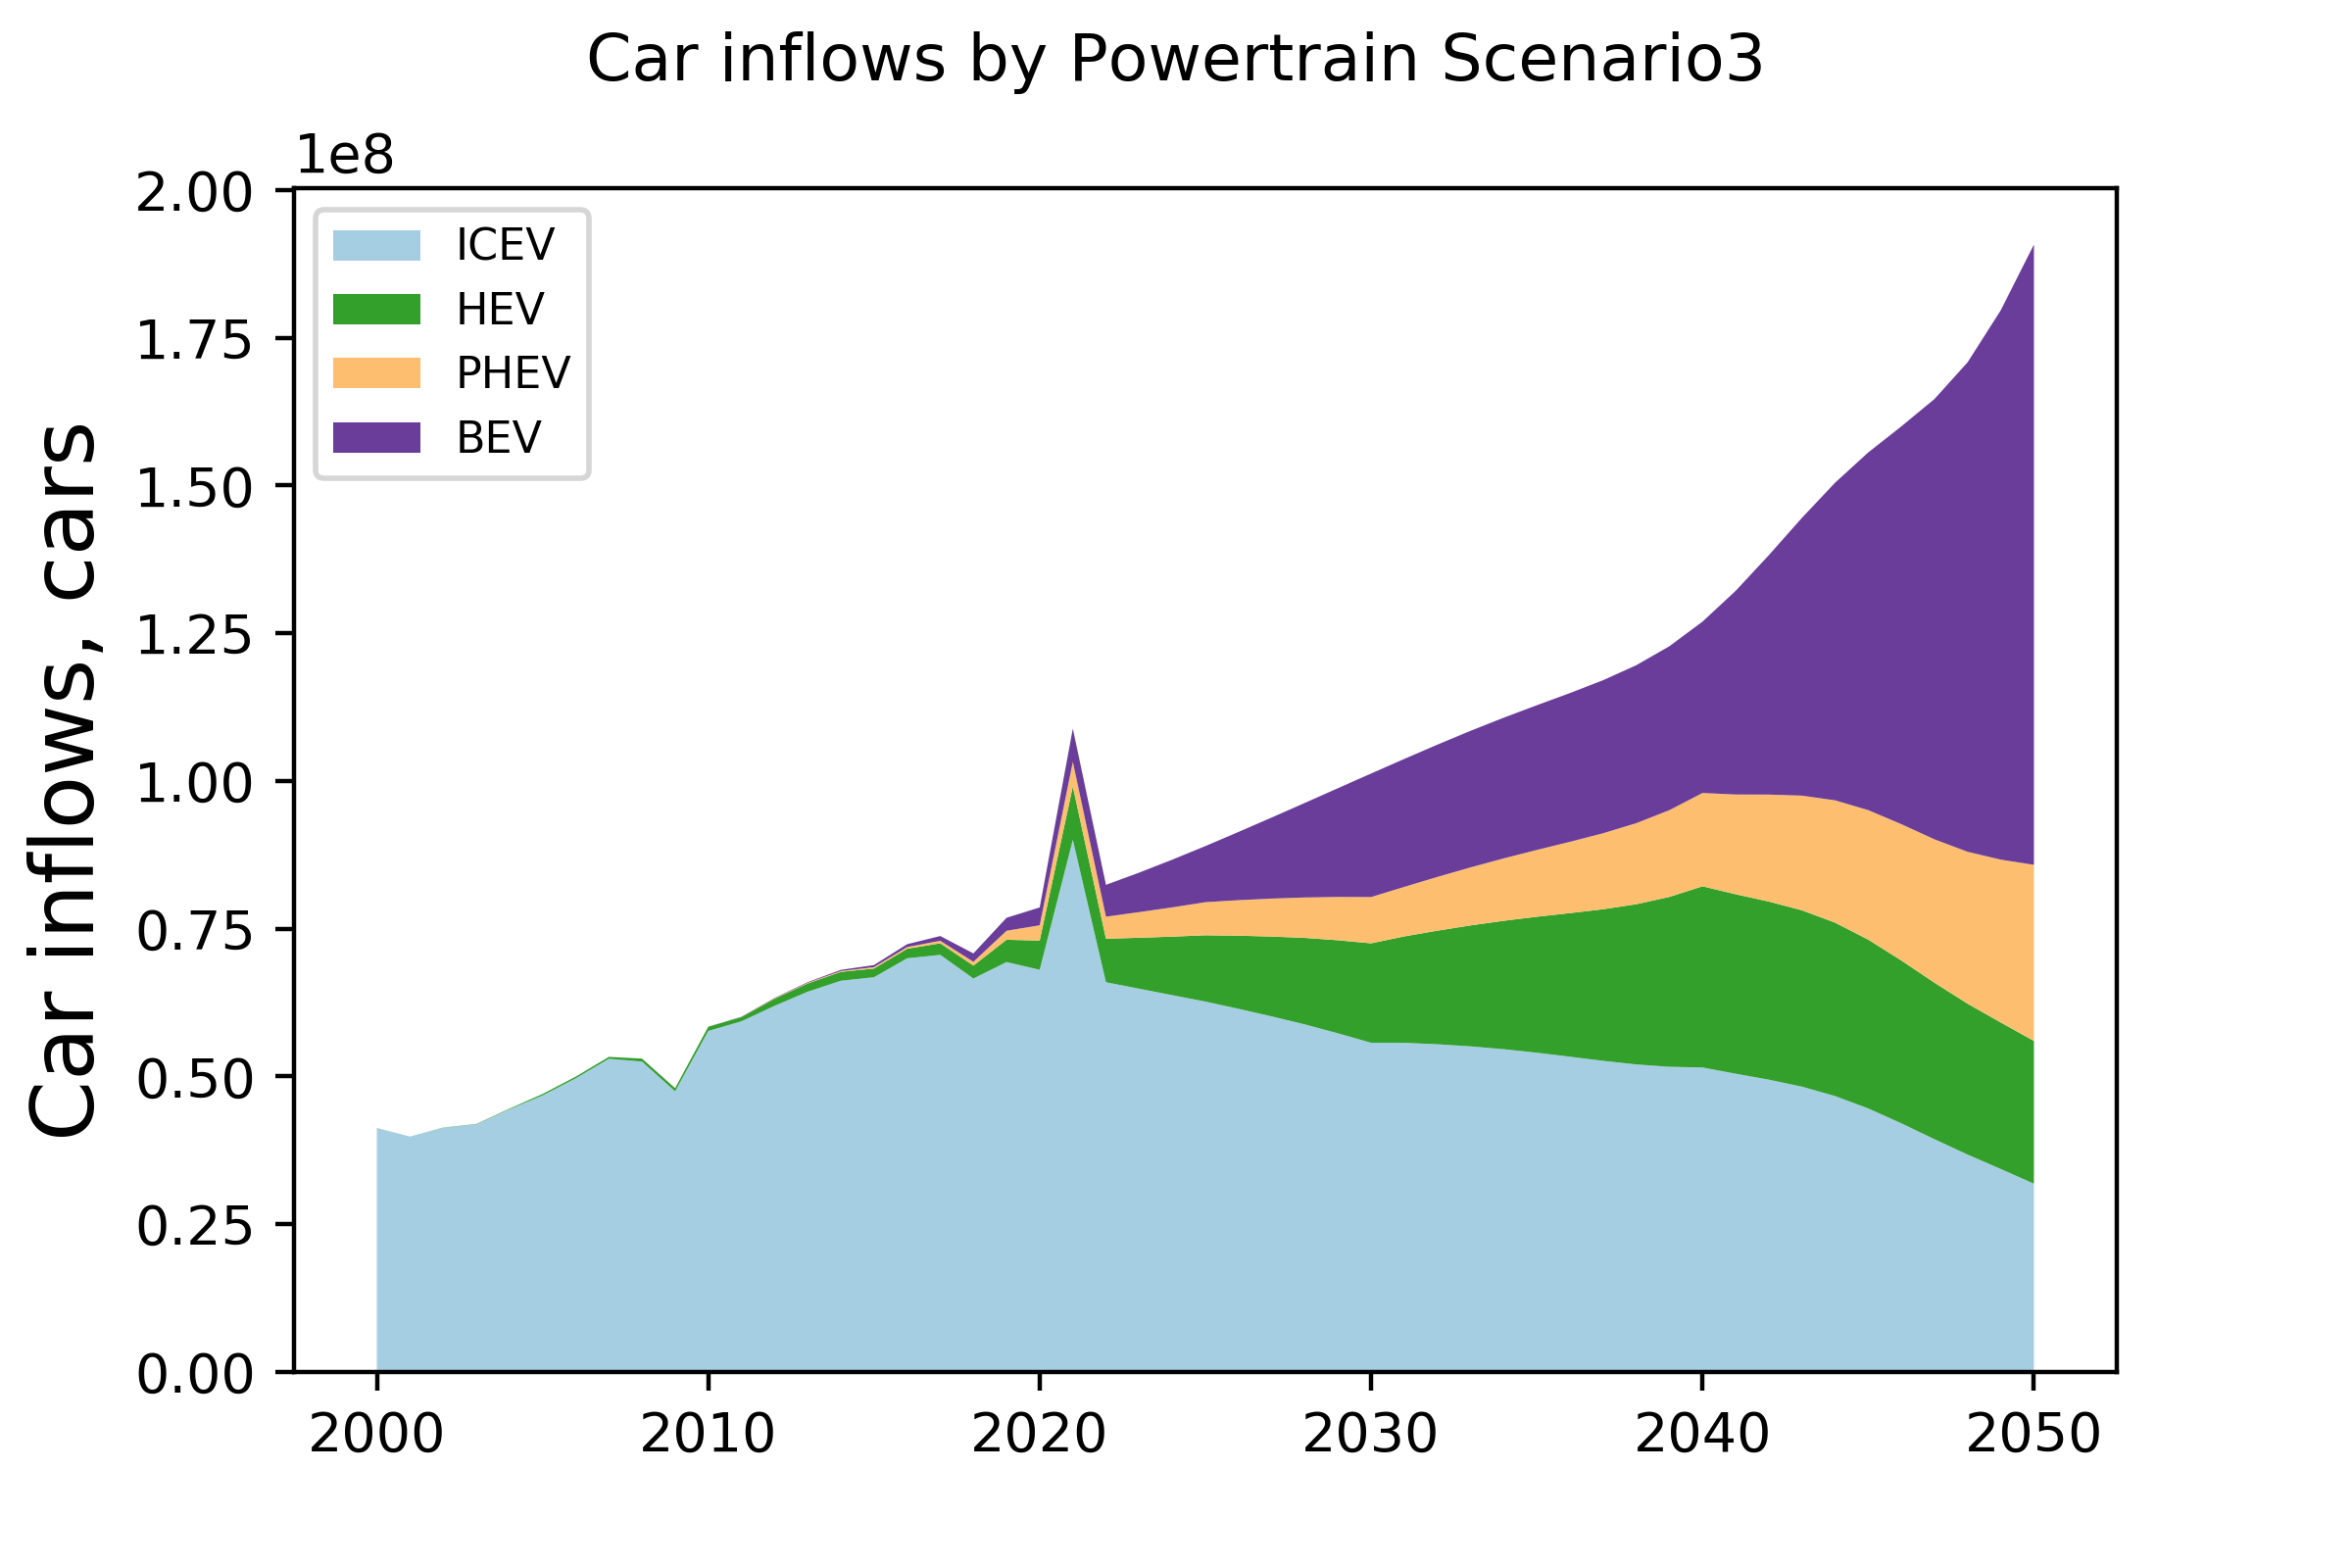 Car inflows by Powertrain Scenario3
1e8
2.00
1.75
1.50
1.25
1.00
0.75
0.50
0.25
0.00
Car inflows, cars
ICEV
HEV
PHEV
BEV
2000 2010 2020 2030 2040 2050